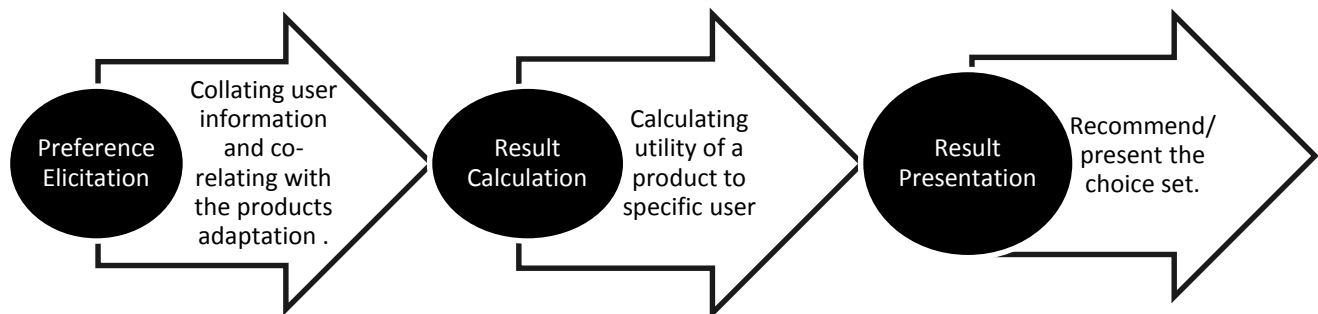 Preference
Elicitation
Collating user
information
and co-
relating with
the products
adaptation .
Result
Calculation
Calculating
utility of a
product to
specific user
Result
Presentation
Recommend/
present the
choice set.